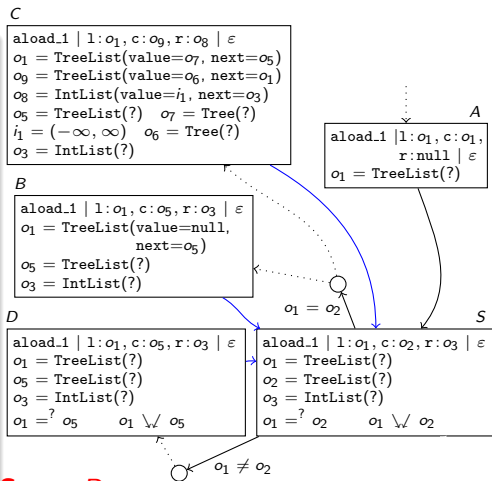 C
aload_1 | l:o₁, c:o₉, r:o₈ | ε
o₁ = TreeList(value=o₇, next=o₅)
o₉ = TreeList(value=o₆, next=o₁)
o₈ = IntList(value=i₁, next=o₃)
o₅ = TreeList(?) o₇ = Tree(?)
i₁ = (−∞, ∞) o₆ = Tree(?)
o₃ = IntList(?)
A
aload_1 |l:o₁, c:o₁,
r:null | ε
o₁ = TreeList(?)
B
aload_1 | l:o₁, c:o₅, r:o₃ | ε
o₁ = TreeList(value=null,
next=o₅)
o₅ = TreeList(?)
o₃ = IntList(?)
o₁ = o₂
D
aload_1 | l:o₁, c:o₅, r:o₃ | ε
o₁ = TreeList(?)
o₅ = TreeList(?)
o₃ = IntList(?)
o₁ =? o₅ o₁ \/ o₅
S
aload_1 | l:o₁, c:o₂, r:o₃ | ε
o₁ = TreeList(?)
o₂ = TreeList(?)
o₃ = IntList(?)
o₁ =? o₂ o₁ \/ o₂
o₁ ≠ o₂